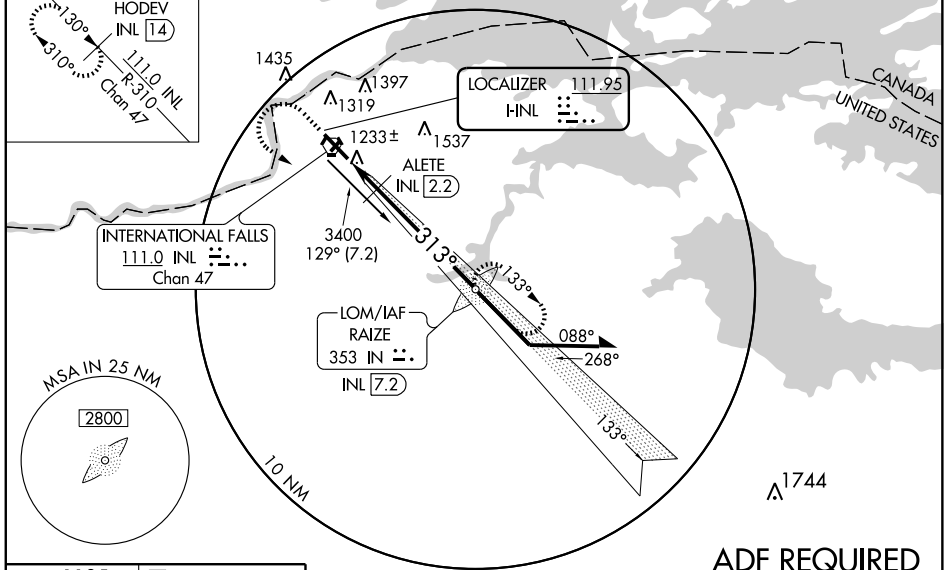 HODEV
INL 14
130°
310°
111.0 INL
R-310
Chan 47
1435
1397
1319
LOCALIZER 111.95
I-INL
CANADA
UNITED STATES
1233±
1537
ALETE
INL 2.2
INTERNATIONAL FALLS
111.0 INL
Chan 47
3400
129° (7.2)
313°
133°
LOM/IAF
RAIZE
353 IN
INL 7.2
088°
268°
MSA IN 25 NM
2800
133°
10 NM
1744
ADF REQUIRED